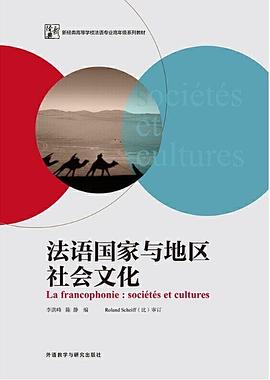 新经典高等学校法语专业高年级系列教材
sociétés
et
cultures
法语国家与地区
社会文化
La francophonie : sociétés et cultures
李洪峰 陈 静 编 Roland Scheiff（比）审订
外语教学与研究出版社